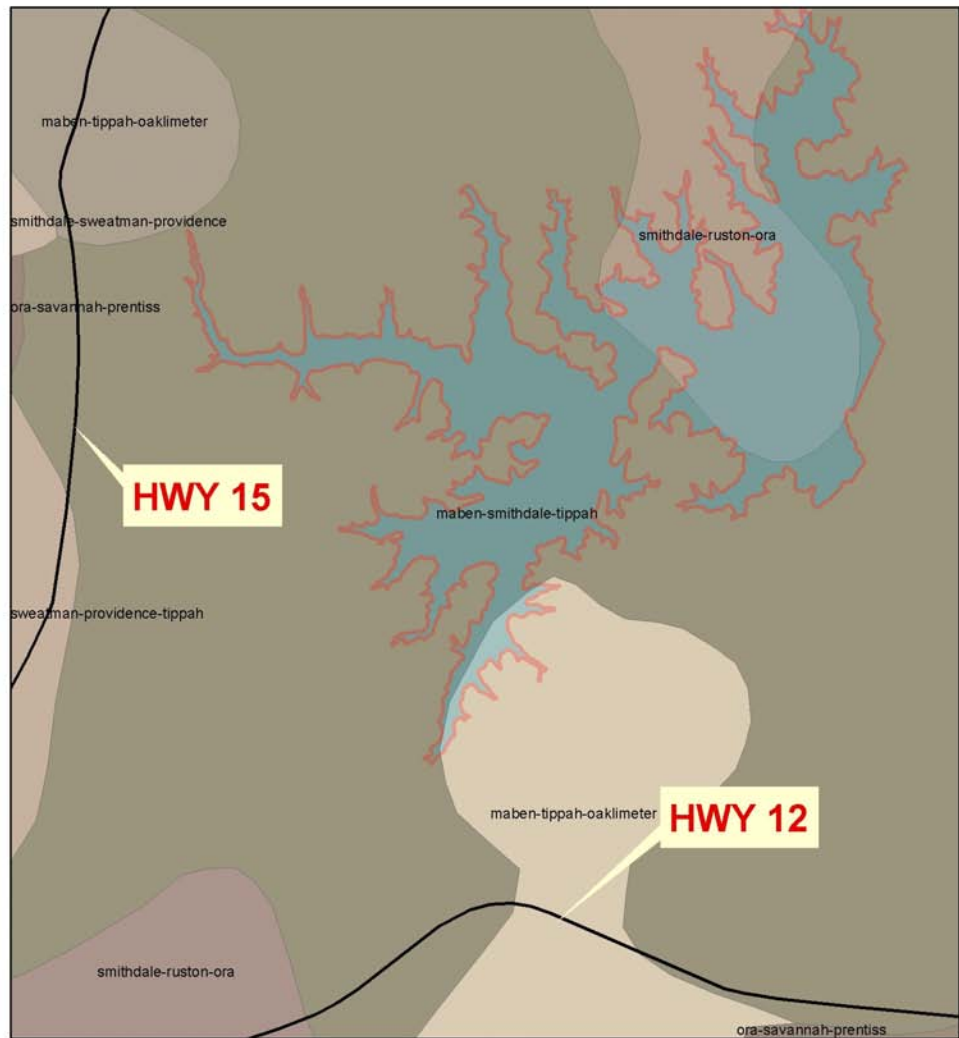 maben-tippah-oaklimeter
smithdale-sweatman-providence
smithdale-ruston-ora
ora-savannah-prentiss
HWY 15
maben-smithdale-tippah
sweatman-providence-tippah
maben-tippah-oaklimeter
HWY 12
smithdale-ruston-ora
ora-savannah-prentiss